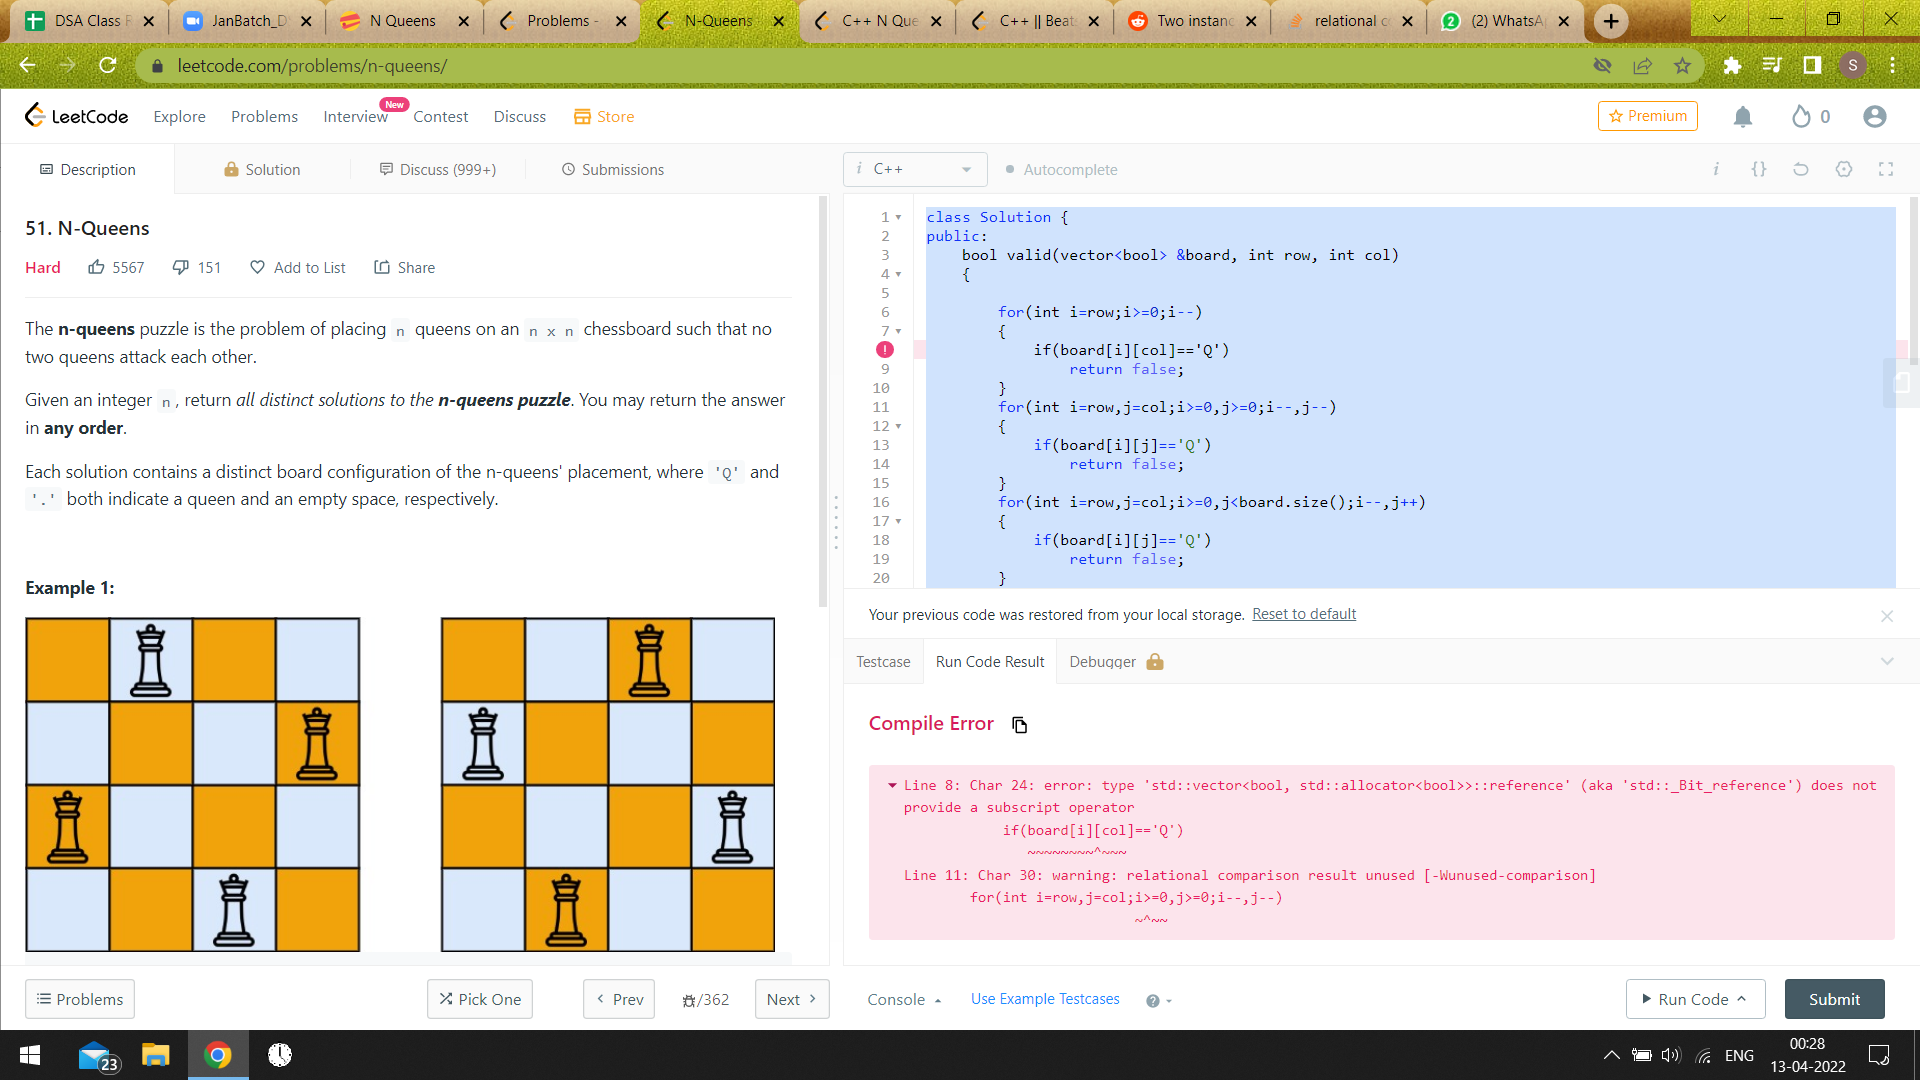 DSA Class
JanBatch_D
N Queens
Problems -
N-Queens
C++ N Que
C++ || Beat
Two instanc
relational c
(2) WhatsA
leetcode.com/problems/n-queens/
S
LeetCode
Explore
Problems
Interview
New
Contest
Discuss
Store
Premium
0
Description
Solution
Discuss (999+)
Submissions
i C++
Autocomplete
51. N-Queens
Hard
5567
151
Add to List
Share
The n-queens puzzle is the problem of placing n queens on an n x n chessboard such that no
two queens attack each other.
Given an integer n, return all distinct solutions to the n-queens puzzle. You may return the answer
in any order.
Each solution contains a distinct board configuration of the n-queens' placement, where 'Q' and
'.' both indicate a queen and an empty space, respectively.
Example 1:
1 class Solution {
2 public:
3 bool valid(vector<bool> &board, int row, int col)
4 {
5
6 for(int i=row;i>=0;i--)
7 {
if(board[i][col]=='Q')
9 return false;
10 }
11 for(int i=row,j=col;i>=0,j>=0;i--,j--)
12 {
13 if(board[i][j]=='Q')
14 return false;
15 }
16 for(int i=row,j=col;i>=0,j<board.size();i--,j++)
17 {
18 if(board[i][j]=='Q')
19 return false;
20 }
Your previous code was restored from your local storage. Reset to default
Testcase
Run Code Result
Debugger
Compile Error
Line 8: Char 24: error: type 'std::vector<bool, std::allocator<bool>>::reference' (aka 'std::_Bit_reference') does not
provide a subscript operator
if(board[i][col]=='Q')
~~~~~~~~^~~~
Line 11: Char 30: warning: relational comparison result unused [-Wunused-comparison]
for(int i=row,j=col;i>=0,j>=0;i--,j--)
~^~~
Problems
Pick One
Prev
/362
Next
Console
Use Example Testcases
Run Code
Submit
23
ENG
00:28
13-04-2022